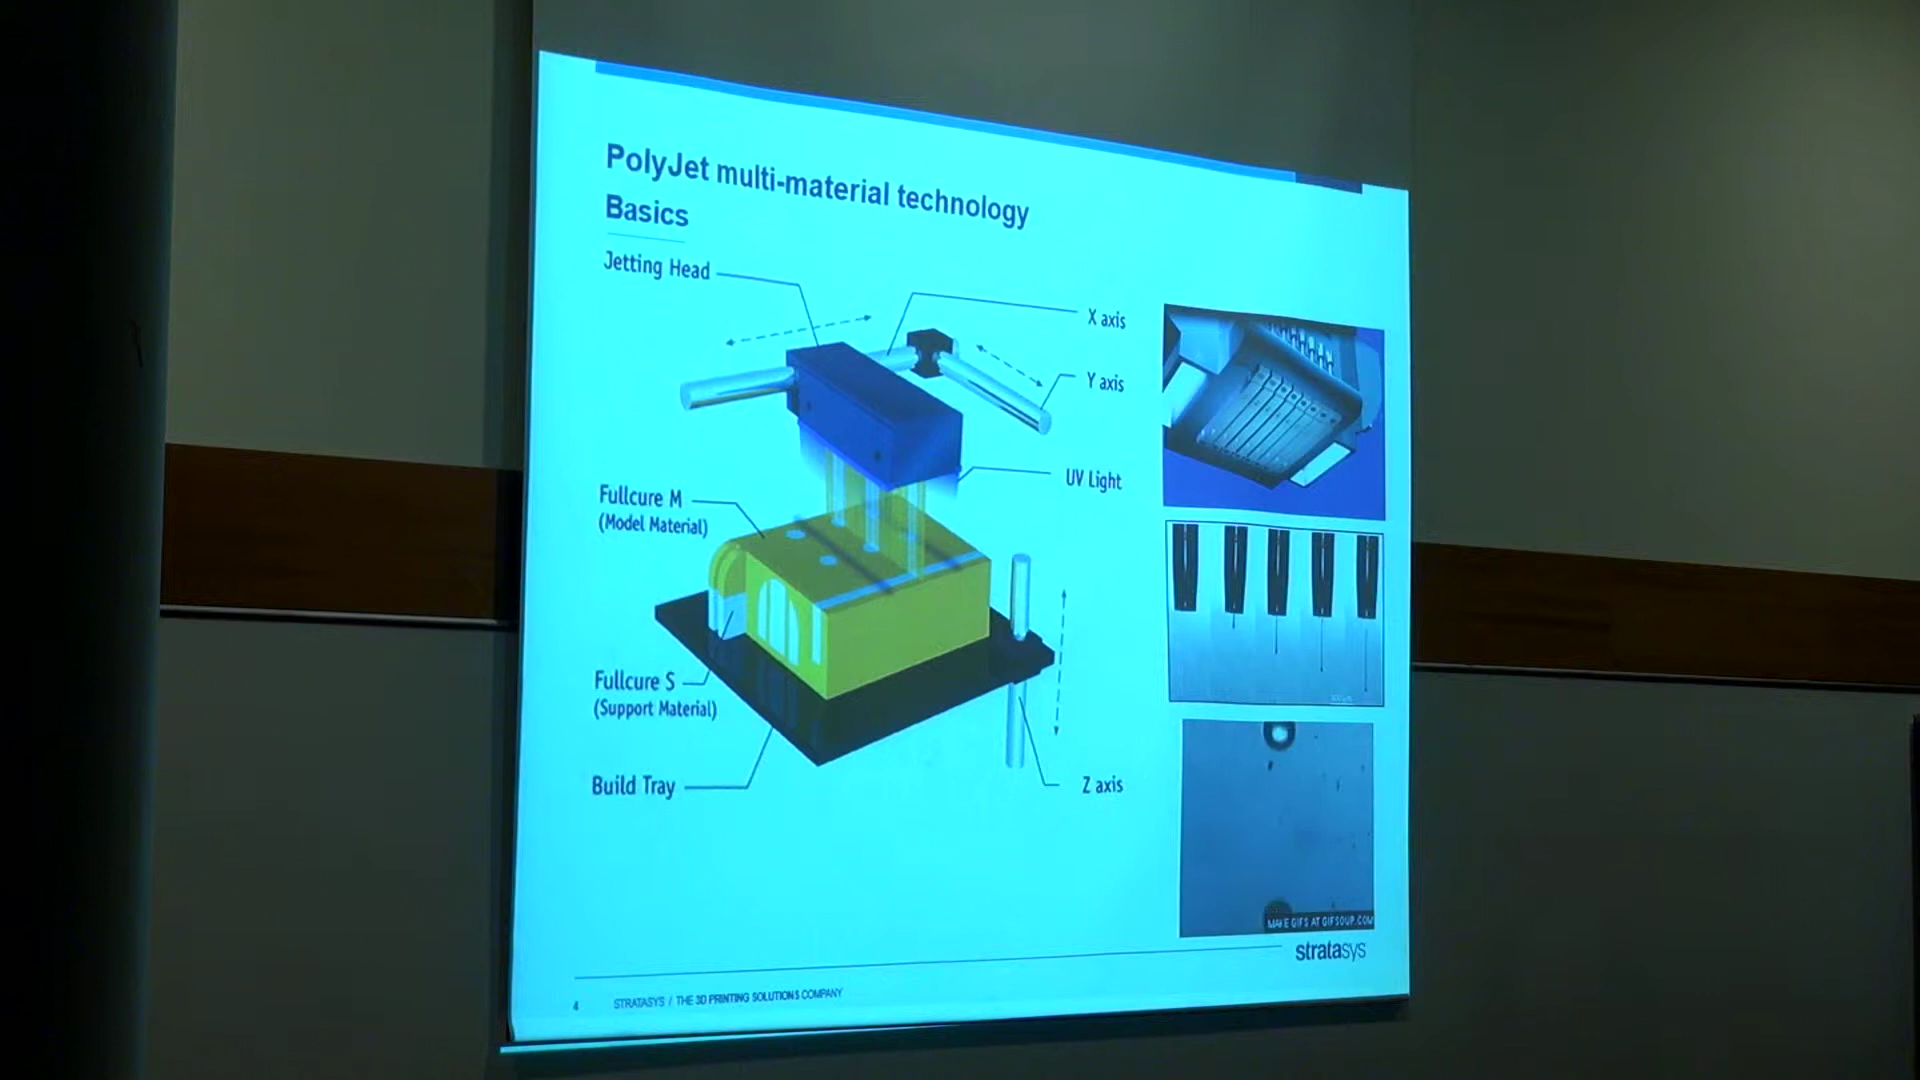 PolyJet multi-material technology
Basics
Jetting Head
X axis
Y axis
UV Light
Fullcure M
(Model Material)
Fullcure S
(Support Material)
Build Tray
Z axis
MAKE GIFS AT GIFSOUP.COM
stratasys
4
STRATASYS / THE 3D PRINTING SOLUTIONS COMPANY